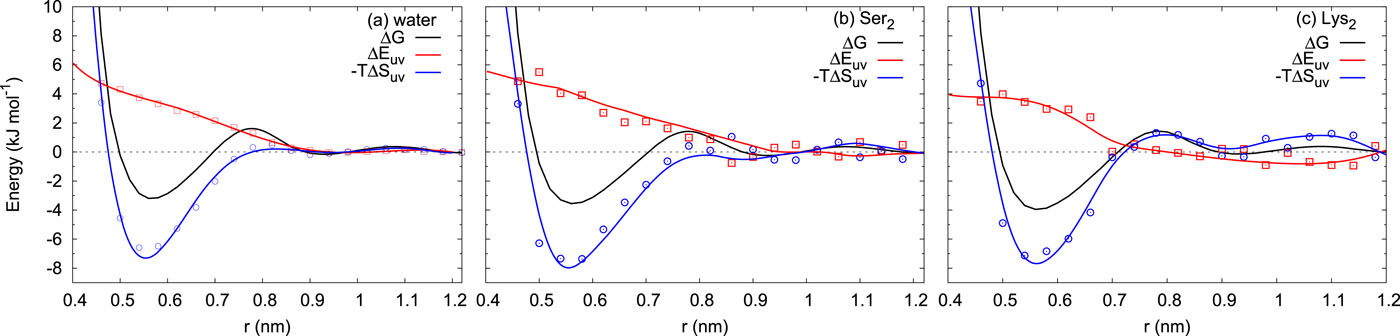 (a) water
ΔG
ΔE_uv
-TΔS_uv
(b) Ser_2
ΔG
ΔE_uv
-TΔS_uv
(c) Lys_2
ΔG
ΔE_uv
-TΔS_uv
Energy (kJ mol^-1)
10
8
6
4
2
0
-2
-4
-6
-8
0.4 0.5 0.6 0.7 0.8 0.9 1 1.1 1.2
0.4 0.5 0.6 0.7 0.8 0.9 1 1.1 1.2
0.4 0.5 0.6 0.7 0.8 0.9 1 1.1 1.2
r (nm)
r (nm)
r (nm)